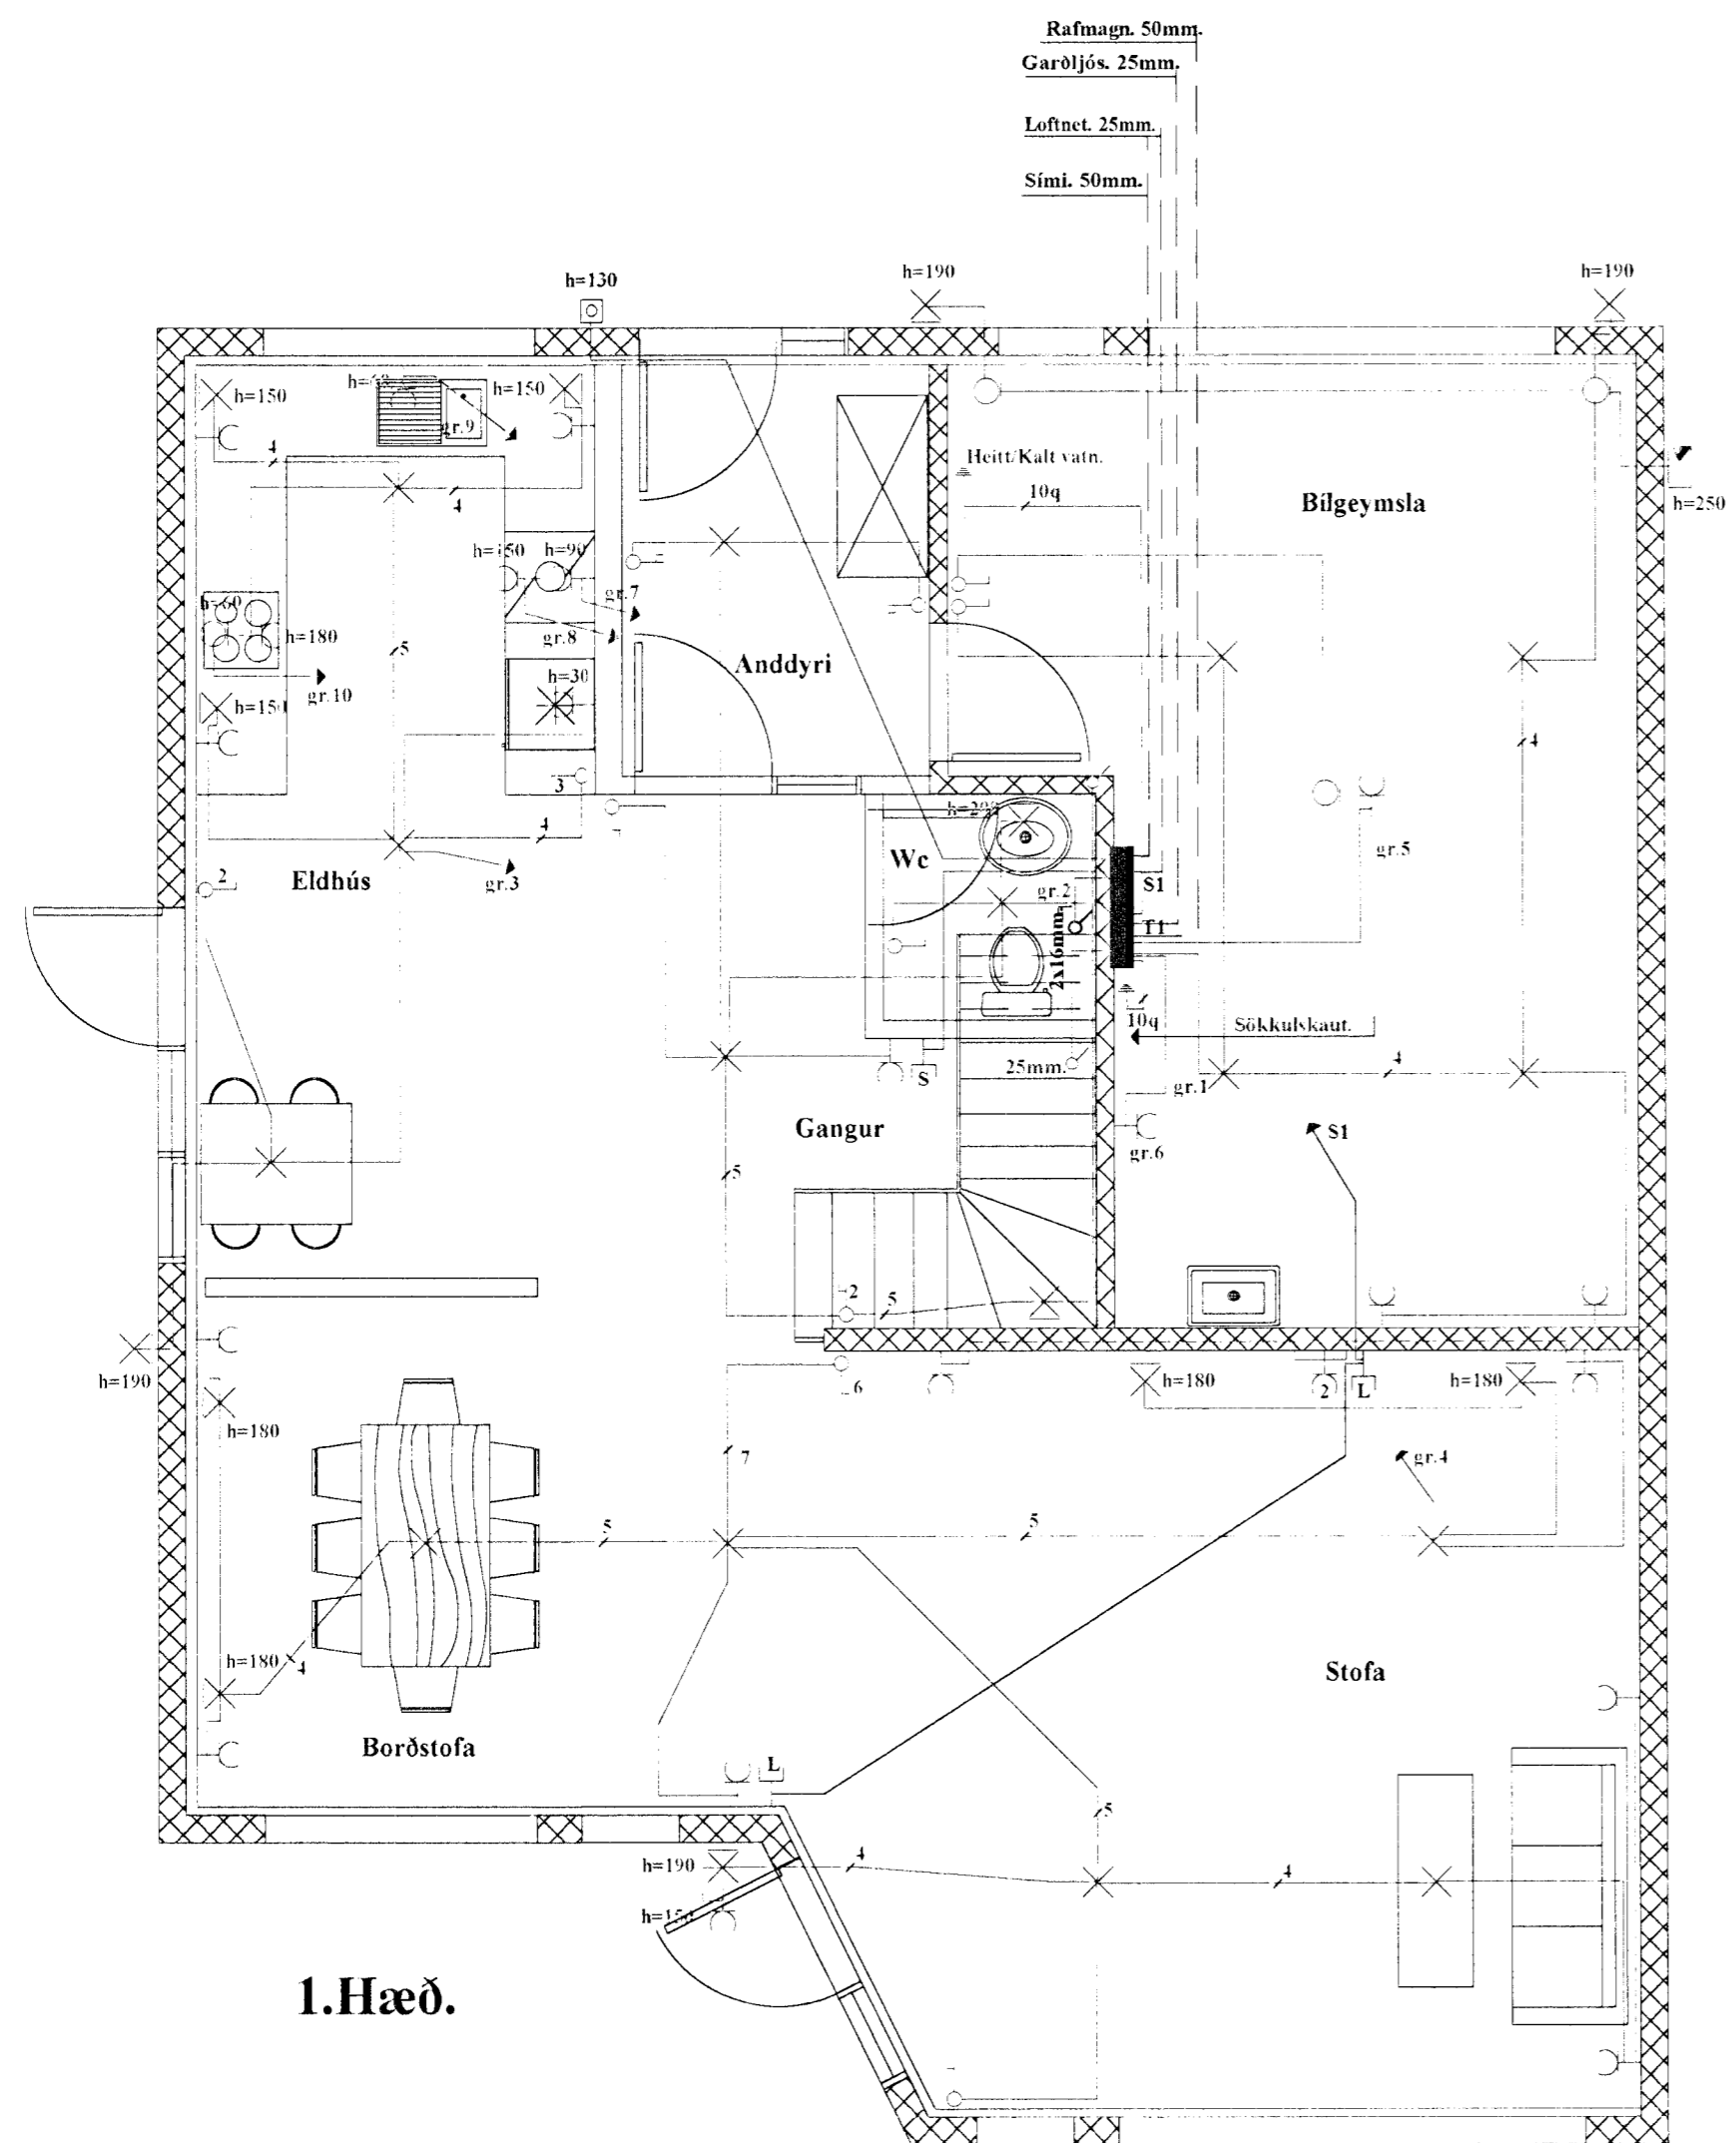 Rafmagn. 50mm.
Garðljós. 25mm.
Loftnet. 25mm.
Sími. 50mm.
h=130
h=190
h=190
h=150
h=150
gr.9
4
4
Heitt/Kalt vatn.
10q
Bílgeymsla
h=250
h=150
h=90
gr.7
gr.8
h=60
h=180
5
Anddyri
h=30
gr.10
h=150
4
3
4
gr.5
Wc
Eldhús
2
gr.3
gr.2
S1
T1
2x16mm.
10q
Sökkulskaut.
4
S
25mm.
gr.1
Gangur
S1
gr.6
5
2
5
h=190
6
h=180
2
L
h=180
h=180
7
gr.4
5
5
h=180
4
Stofa
Borðstofa
L
5
h=190
4
4
h=150
1.Hæð.